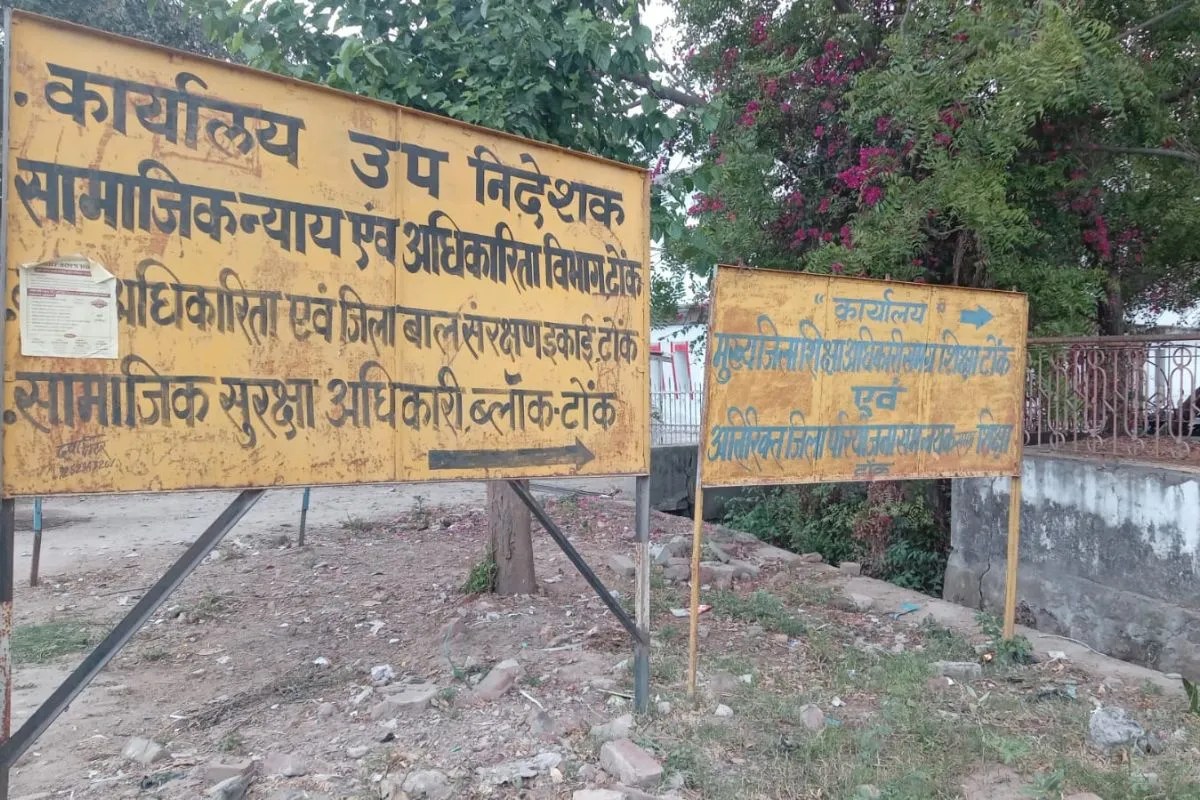 . कार्यालय उप निदेशक
सामाजिक न्याय एंव अधिकारिता विभाग, टोंक
अधिकारिता एवं जिला बाल संरक्षण इकाई, टोंक
. सामाजिक सुरक्षा अधिकारी, ब्लॉक-टोंक
" कार्यालय
मुख्य जिला शिक्षा अधिकारी समग्र शिक्षा टोंक
एवं
अतिरिक्त जिला परियोजना समन्वयक समग्र शिक्षा
टोंक